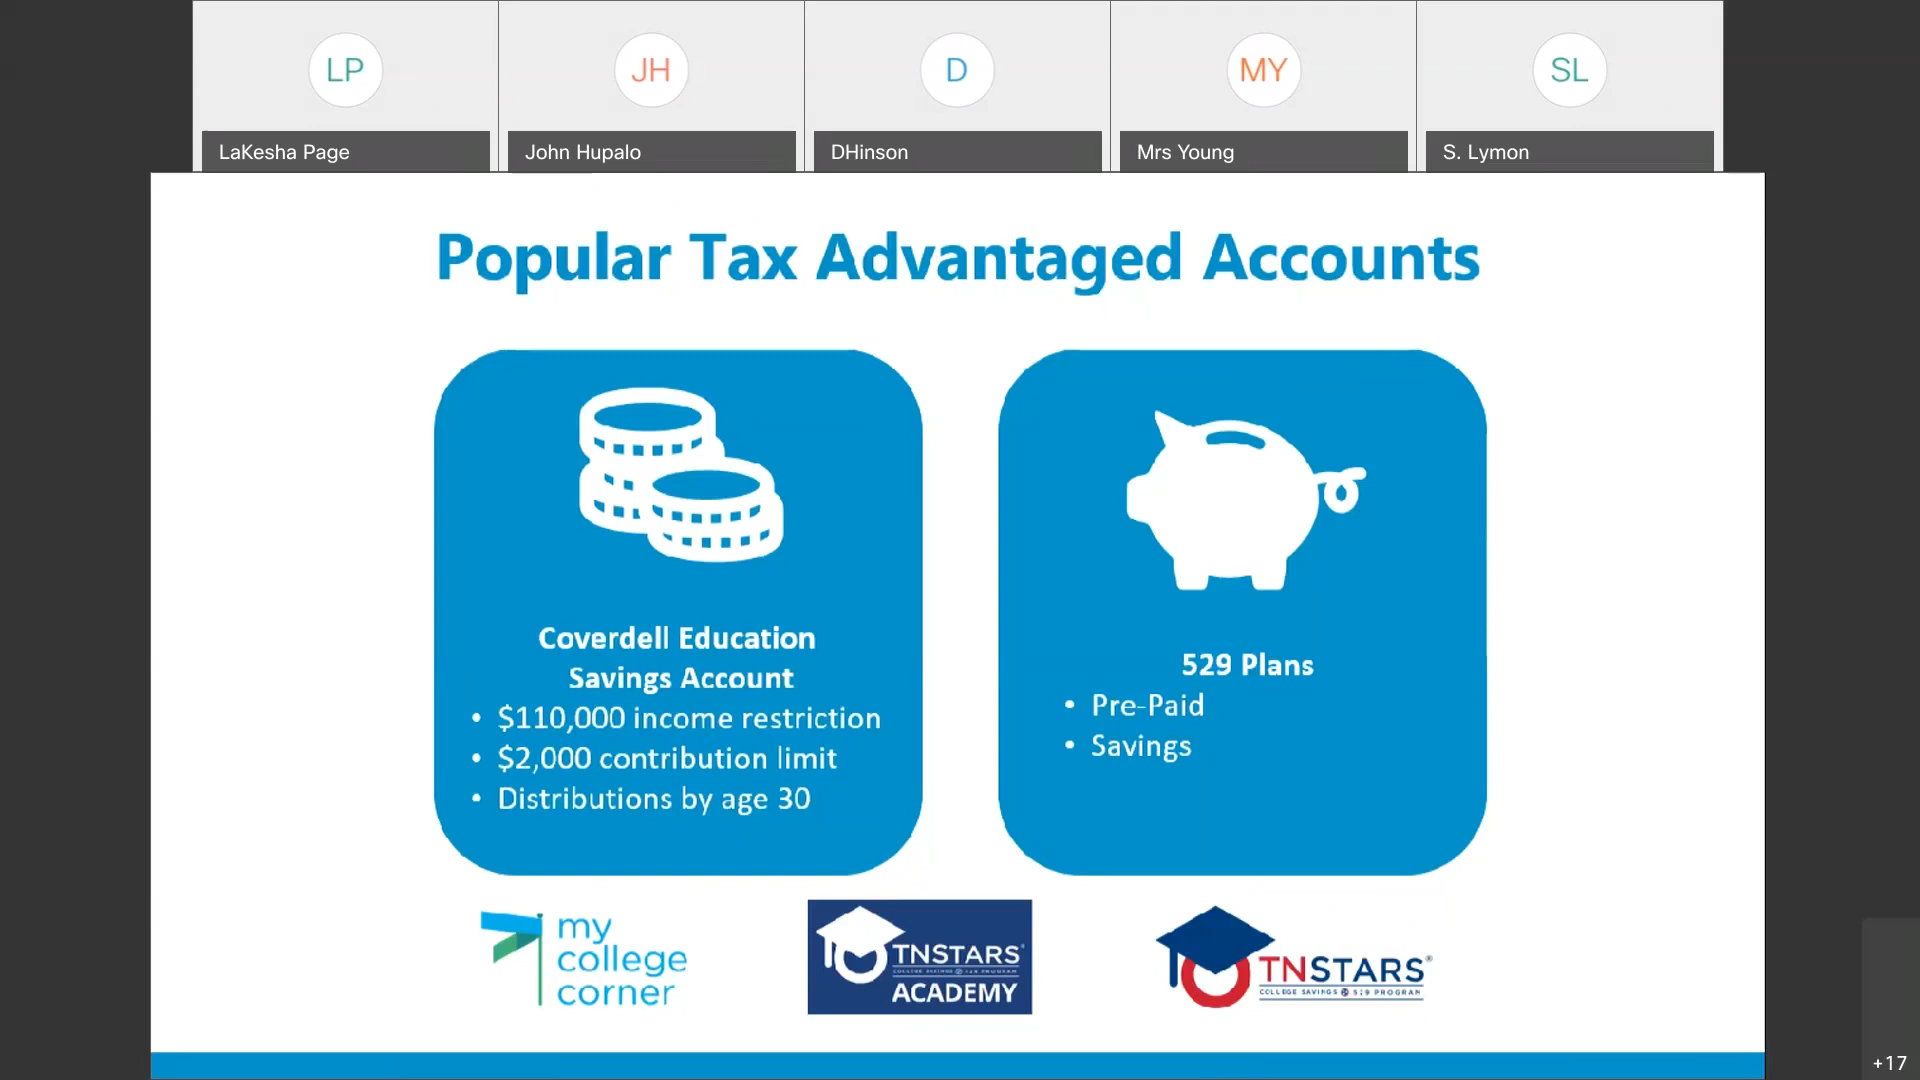 LP
JH
D
MY
SL
LaKesha Page
John Hupalo
DHinson
Mrs Young
S. Lymon
Popular Tax Advantaged Accounts
Coverdell Education
Savings Account
• $110,000 income restriction
• $2,000 contribution limit
• Distributions by age 30
529 Plans
• Pre-Paid
• Savings
my
college
corner
TNSTARS®
COLLEGE SAVINGS 529 PROGRAM
ACADEMY
TNSTARS®
COLLEGE SAVINGS 529 PROGRAM
+17